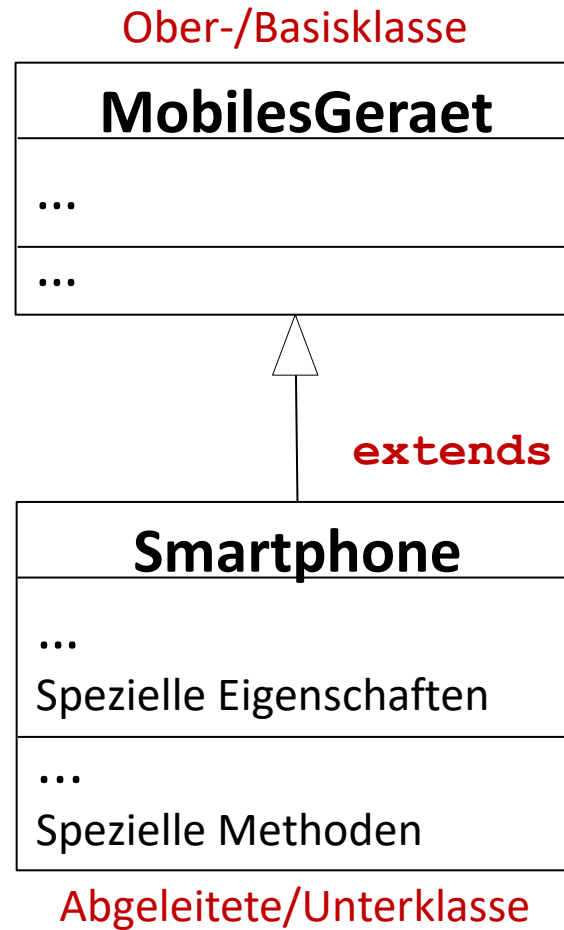 Ober-/Basisklasse
MobilesGeraet
...
...
extends
Smartphone
...
Spezielle Eigenschaften
...
Spezielle Methoden
Abgeleitete/Unterklasse